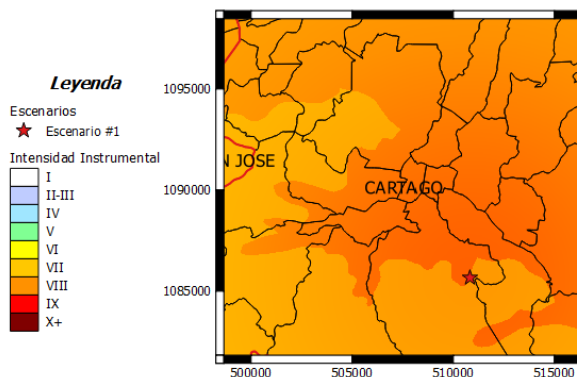 Leyenda
Escenarios
Escenario #1
Intensidad Instrumental
I
II-III
IV
V
VI
VII
VIII
IX
X+
1095000
1090000
1085000
N JOSE
CARTAGO
500000 505000 510000 515000